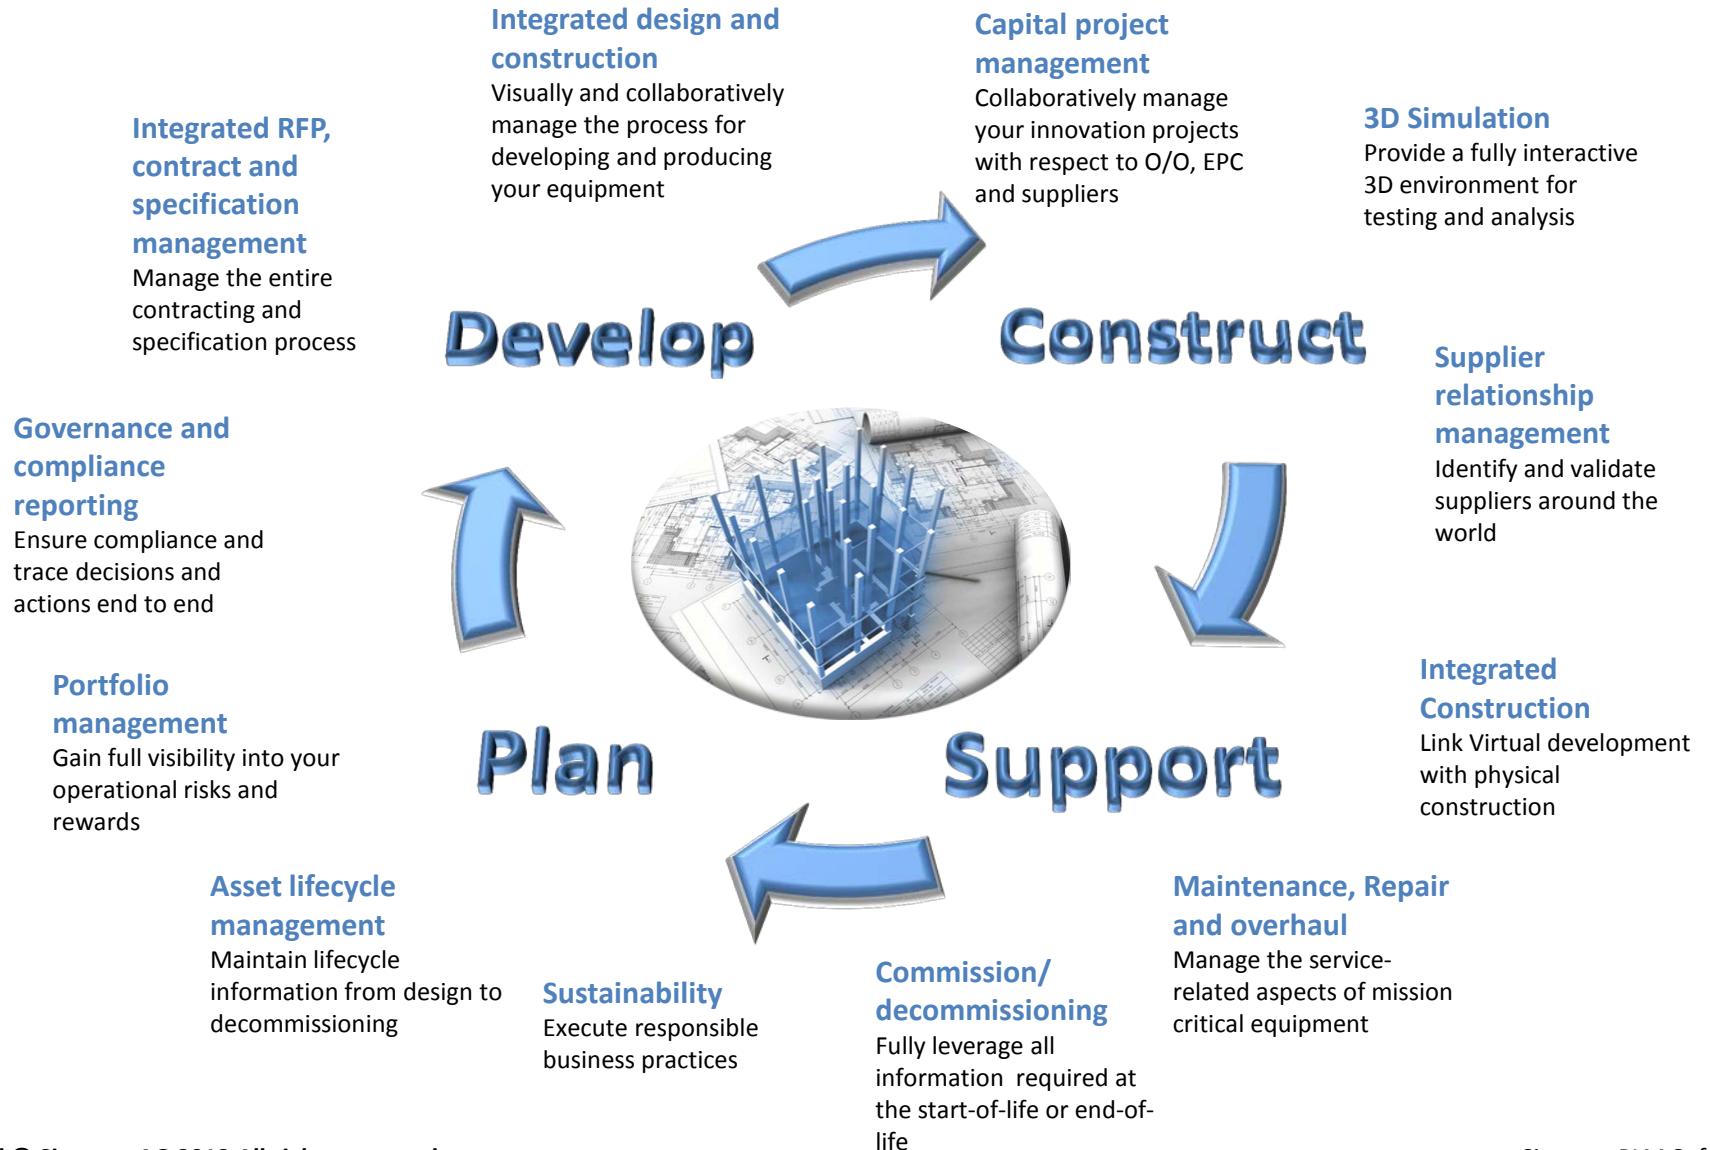 Integrated design and
construction
Visually and collaboratively
manage the process for
developing and producing
your equipment
Capital project
management
Collaboratively manage
your innovation projects
with respect to O/O, EPC
and suppliers
3D Simulation
Provide a fully interactive
3D environment for
testing and analysis
Integrated RFP,
contract and
specification
management
Manage the entire
contracting and
specification process
Develop
Construct
Supplier
relationship
management
Identify and validate
suppliers around the
world
Governance and
compliance
reporting
Ensure compliance and
trace decisions and
actions end to end
Integrated
Construction
Link Virtual development
with physical
construction
Portfolio
management
Gain full visibility into your
operational risks and
rewards
Plan
Support
Asset lifecycle
management
Maintain lifecycle
information from design to
decommissioning
Sustainability
Execute responsible
business practices
Commission/
decommissioning
Fully leverage all
information  required at
the start-of-life or end-of-
life
Maintenance, Repair
and overhaul
Manage the service-
related aspects of mission
critical equipment